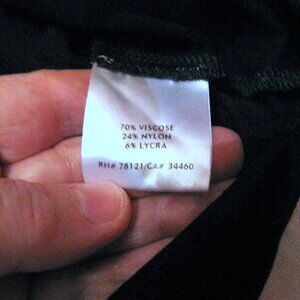 70% VISCOSE
24% NYLON
6% LYCRA
RN# 78121/CA# 34460